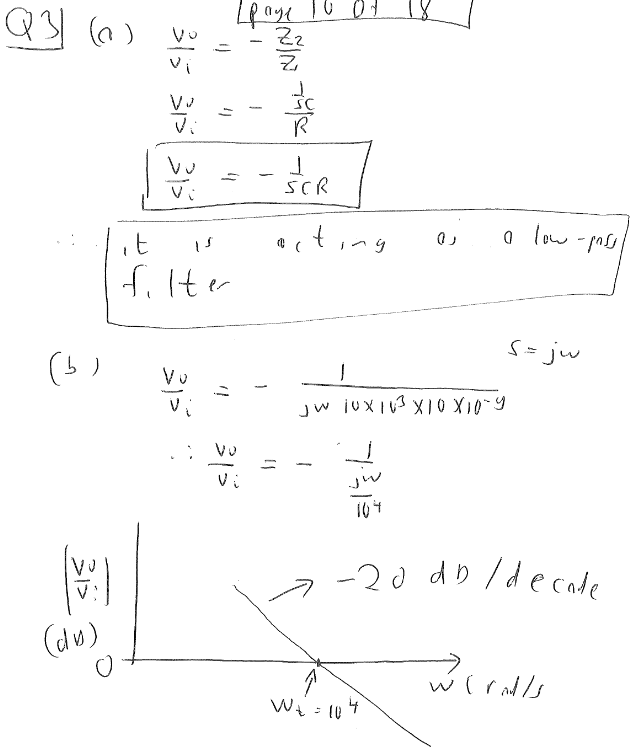 page 10 of 18
Q3 (a) Vo/Vi = - Z2/Z1
Vo/Vi = - (1/SC)/R
Vo/Vi = - 1/SCR
∴ it is acting as a low-pass
filter
(b) S = jw
Vo/Vi = - 1/(jw 10X10^3 X10 X10^-9)
∴ Vo/Vi = - 1/(jw/10^4)
|Vo/Vi|
(dB)
-20 dB/decade
0
w (rad/s
Wt = 10^4